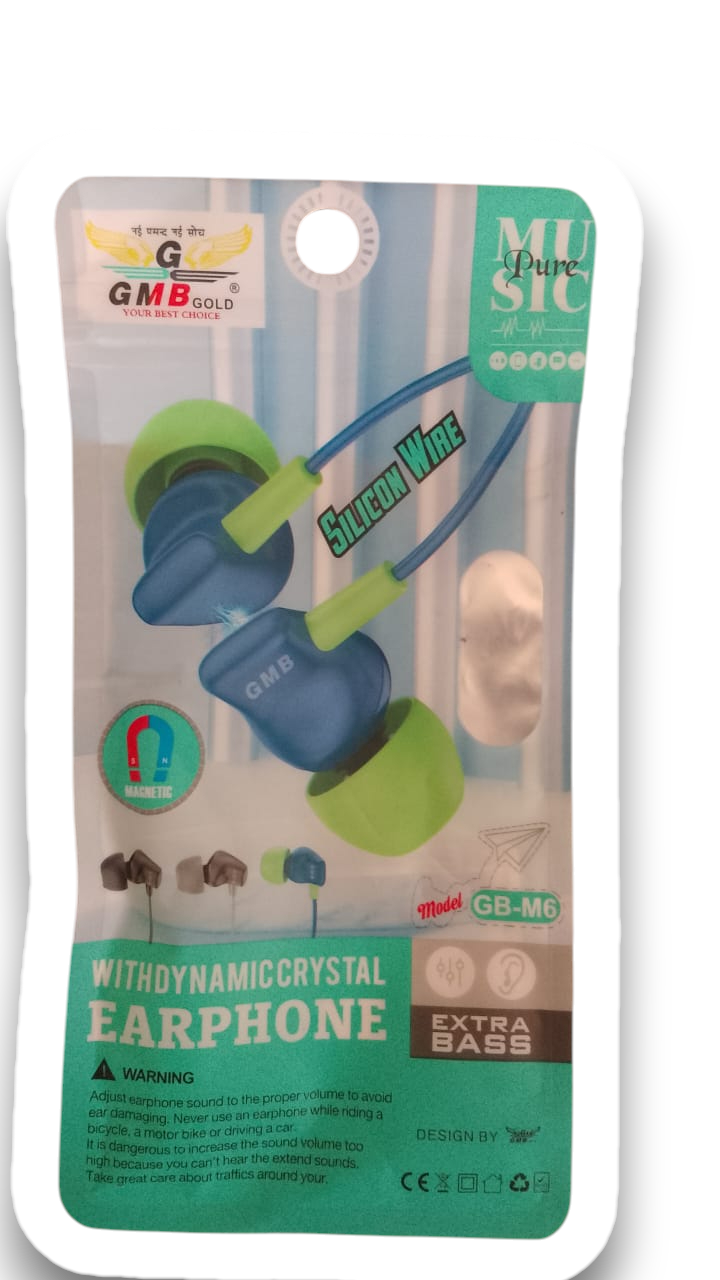 नई पसन्द नई सोच
G
GMB GOLD ®
YOUR BEST CHOICE
MU
Pure
SIC
SILICON WIRE
GMB
S N
MAGNETIC
Model GB-M6
WITHDYNAMICCRYSTAL
EARPHONE
EXTRA
BASS
WARNING
Adjust earphone sound to the proper volume to avoid
ear damaging. Never use an earphone while riding a
bicycle, a motor bike or driving a car.
It is dangerous to increase the sound volume too
high because you can't hear the extend sounds.
Take great care about traffics around your.
DESIGN BY
CE